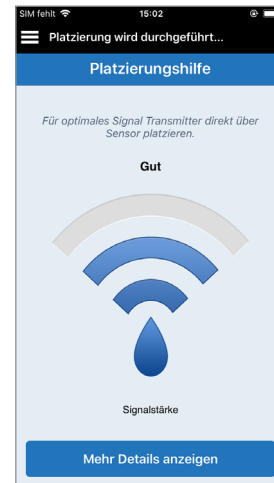 SIM fehlt 15:02
Platzierung wird durchgeführt...
Platzierungshilfe
Für optimales Signal Transmitter direkt über
Sensor platzieren.
Gut
Signalstärke
Mehr Details anzeigen